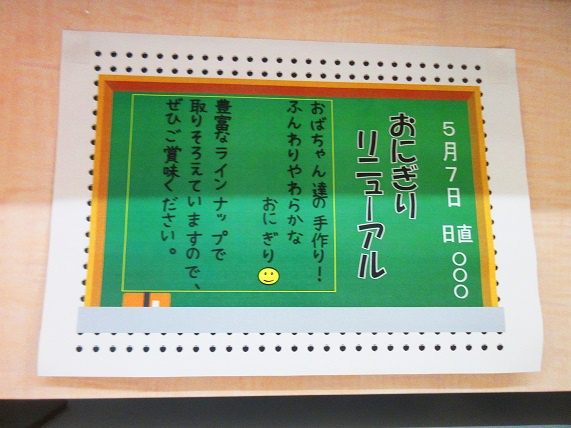 5月7日
日直
○○○
おにぎり
リニューアル
おばちゃん達の手作り！
ふんわりやわらかな
おにぎり
豊富なラインナップで
取りそろえていますので、
ぜひご賞味ください。